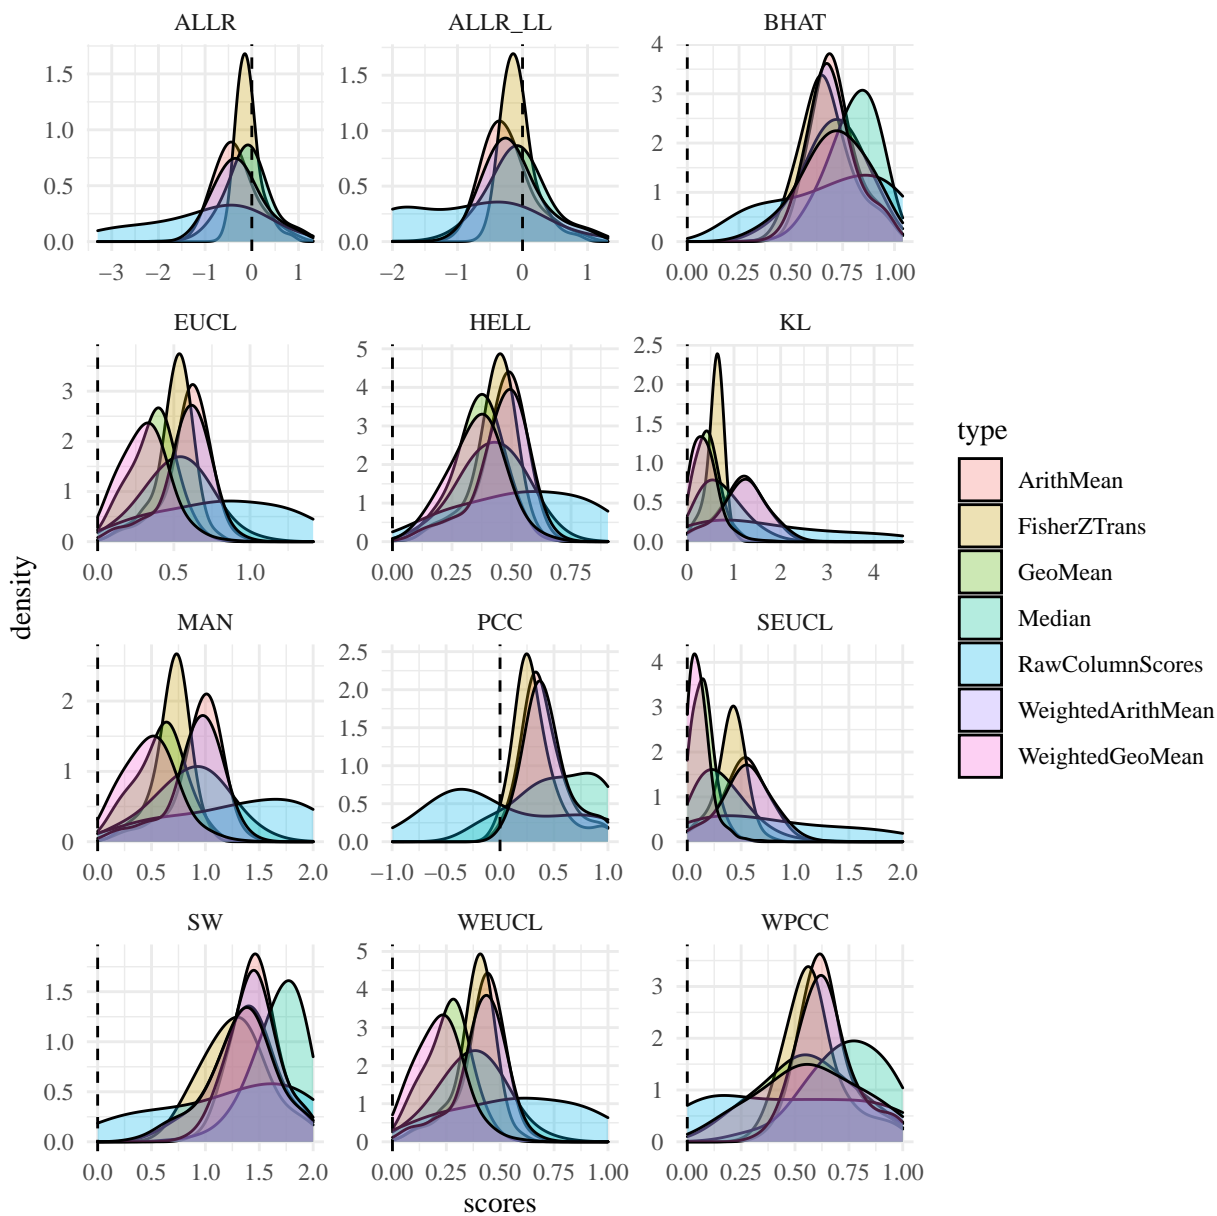 ALLR ALLR_LL BHAT
0.0 0.5 1.0 1.5
−3 −2 −1 0 1
0.0 0.5 1.0 1.5
−2 −1 0 1
0 1 2 3 4
0.00 0.25 0.50 0.75 1.00
EUCL HELL KL
0 1 2 3
0.0 0.5 1.0
0 1 2 3 4 5
0.00 0.25 0.50 0.75
0.0 0.5 1.0 1.5 2.0 2.5
0 1 2 3 4
MAN PCC SEUCL
0 1 2
0.0 0.5 1.0 1.5 2.0
0.0 0.5 1.0 1.5 2.0 2.5
−1.0 −0.5 0.0 0.5 1.0
0 1 2 3 4
0.0 0.5 1.0 1.5 2.0
SW WEUCL WPCC
0.0 0.5 1.0 1.5
0.0 0.5 1.0 1.5 2.0
0 1 2 3 4 5
0.00 0.25 0.50 0.75 1.00
0 1 2 3
0.00 0.25 0.50 0.75 1.00
scores
density
type
ArithMean
FisherZTrans
GeoMean
Median
RawColumnScores
WeightedArithMean
WeightedGeoMean